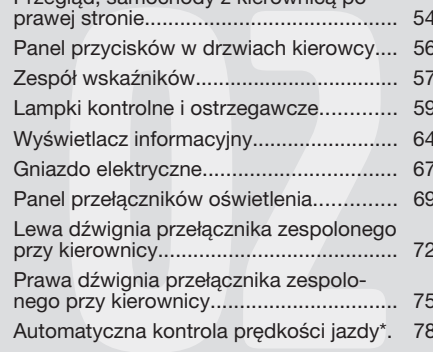 Przegląd, samochody z kierownicą po
prawej stronie.................................... 54
Panel przycisków w drzwiach kierowcy.... 56
Zespół wskaźników............................. 57
Lampki kontrolne i ostrzegawcze............ 59
Wyświetlacz informacyjny..................... 64
Gniazdo elektryczne............................ 67
Panel przełączników oświetlenia............. 69
Lewa dźwignia przełącznika zespolonego
przy kierownicy.................................. 72
Prawa dźwignia przełącznika zespolo-
nego przy kierownicy........................... 75
Automatyczna kontrola prędkości jazdy*. 78
02